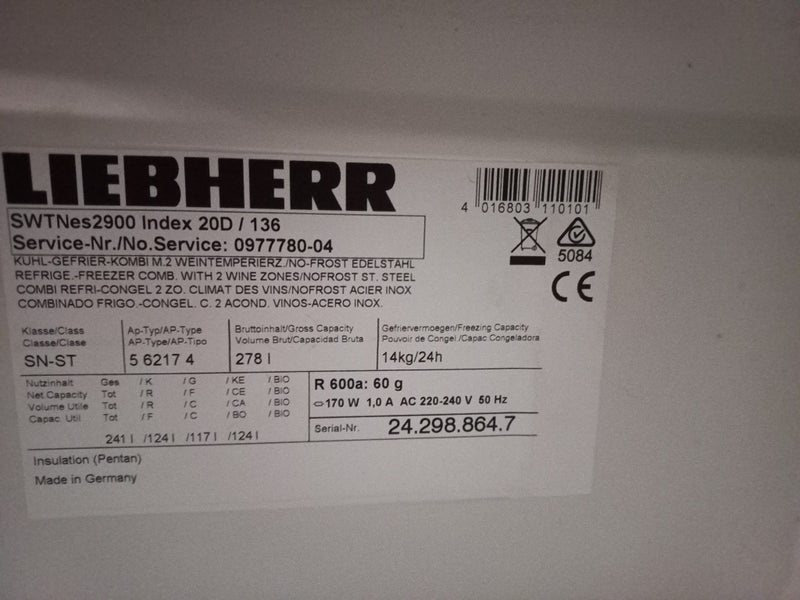 LIEBHERR
4 016803 110101
SWTNes2900 Index 20D / 136
Service-Nr./No.Service: 0977780-04
5084
CE
KÜHL-GEFRIER-KOMBI M.2 WEINTEMPERIERZ./NO-FROST EDELSTAHL
REFRIGE.-FREEZER COMB. WITH 2 WINE ZONES/NOFROST ST. STEEL
COMBI REFRI-CONGEL 2 ZO. CLIMAT DES VINS/NOFROST ACIER INOX
COMBINADO FRIGO.-CONGEL. C. 2 ACOND. VINOS-ACERO INOX.
Klasse/Class
Classe/Clase
SN-ST
Ap-Typ/AP-Type
AP-Type/AP-Tipo
5 6217 4
Bruttoinhalt/Gross Capacity
Volume Brut/Capacidad Bruta
278 l
Gefriervermoegen/Freezing Capacity
Pouvoir de Congel./Capac.Congeladora
14kg/24h
Nutzinhalt Ges / K / G / KE / BIO
Net Capacity Tot / R / F / CE / BIO
Volume Utile Tot / R / C / CA / BIO
Capac. Util Tot / F / C / BO / BIO
241 l /124 l /117 l /124 l
R 600a: 60 g
170 W 1,0 A AC 220-240 V 50 Hz
Serial-Nr. 24.298.864.7
Insulation (Pentan)
Made in Germany